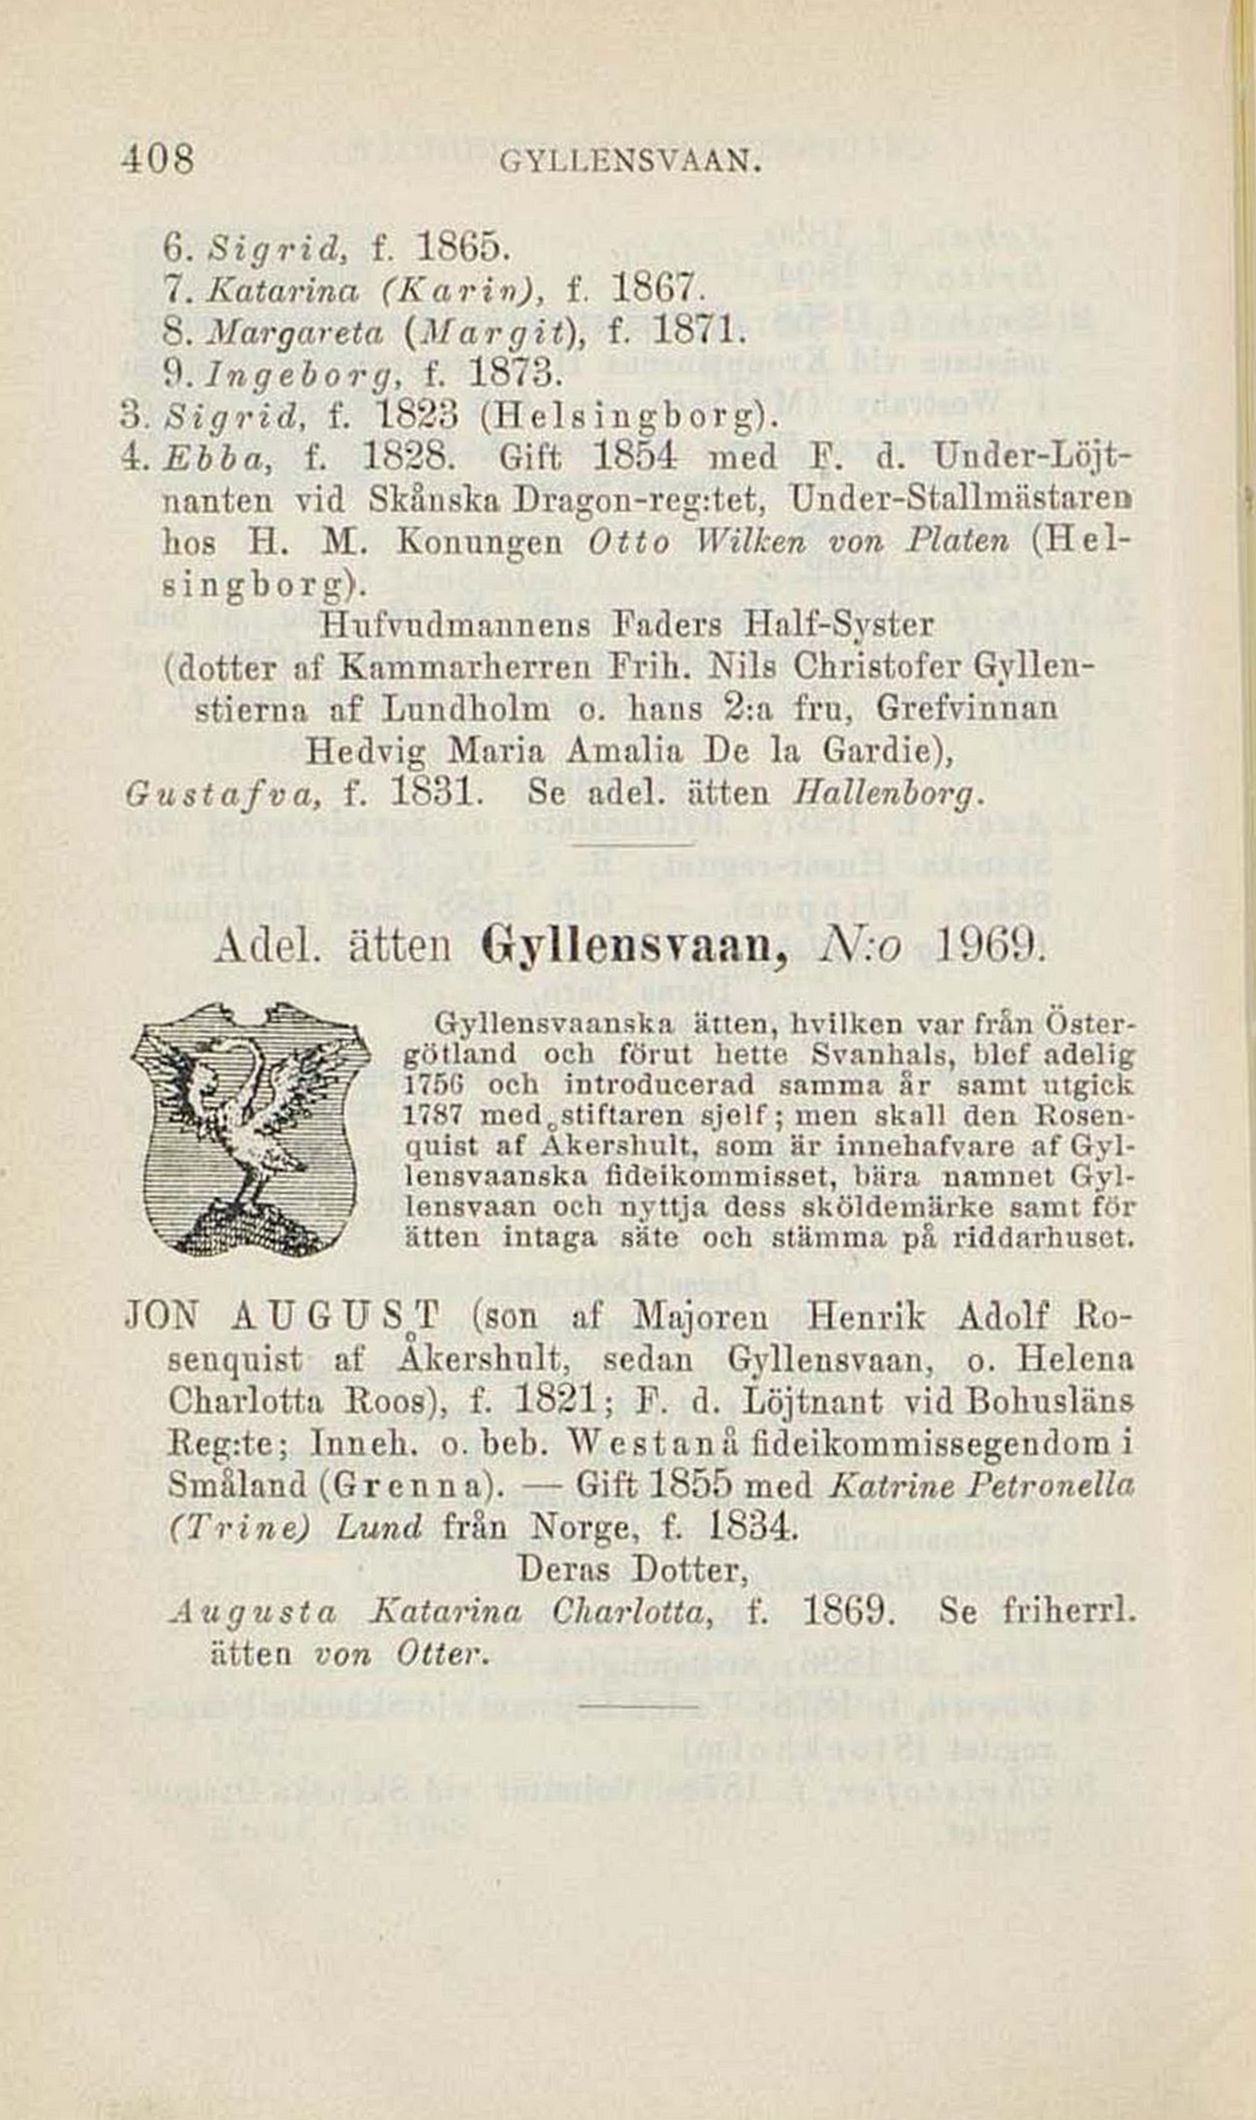 408 GYLLENSVAAN.
6. Sigrid, f. 1865.
7. Katarina (Karin), f. 1867.
8. Margareta (Margit), f. 1871.
9. Ingeborg, f. 1873.
3. Sigrid, f. 1823 (Helsingborg).
4. Ebba, f. 1828. Gift 1854 med F. d. Under-Löjt-
nanten vid Skånska Dragon-reg:tet, Under-Stallmästaren
hos H. M. Konungen Otto Wilken von Platen (Hel-
singborg).
Hufvudmannens Faders Half-Syster
(dotter af Kammarherren Frih. Nils Christofer Gyllen-
stierna af Lundholm o. hans 2:a fru, Grefvinnan
Hedvig Maria Amalia De la Gardie),
Gustafva, f. 1831. Se adel. ätten Hallenborg.
Adel. ätten Gyllensvaan, N:o 1969.
Gyllensvaanska ätten, hvilken var från Öster-
götland och förut hette Svanhals, blef adelig
1756 och introducerad samma år samt utgick
1787 med stiftaren sjelf; men skall den Rosen-
quist af Åkershult, som är innehafvare af Gyl-
lensvaanska fideikommisset, bära namnet Gyl-
lensvaan och nyttja dess sköldemärke samt för
ätten intaga säte och stämma på riddarhuset.
JON AUGUST (son af Majoren Henrik Adolf Ro-
senquist af Åkershult, sedan Gyllensvaan, o. Helena
Charlotta Roos), f. 1821; F. d. Löjtnant vid Bohusläns
Reg:te; Inneh. o. beb. Westanå fideikommissegendom i
Småland (Grenna). — Gift 1855 med Katrine Petronella
(Trine) Lund från Norge, f. 1834.
Deras Dotter,
Augusta Katarina Charlotta, f. 1869. Se friherrl.
ätten von Otter.